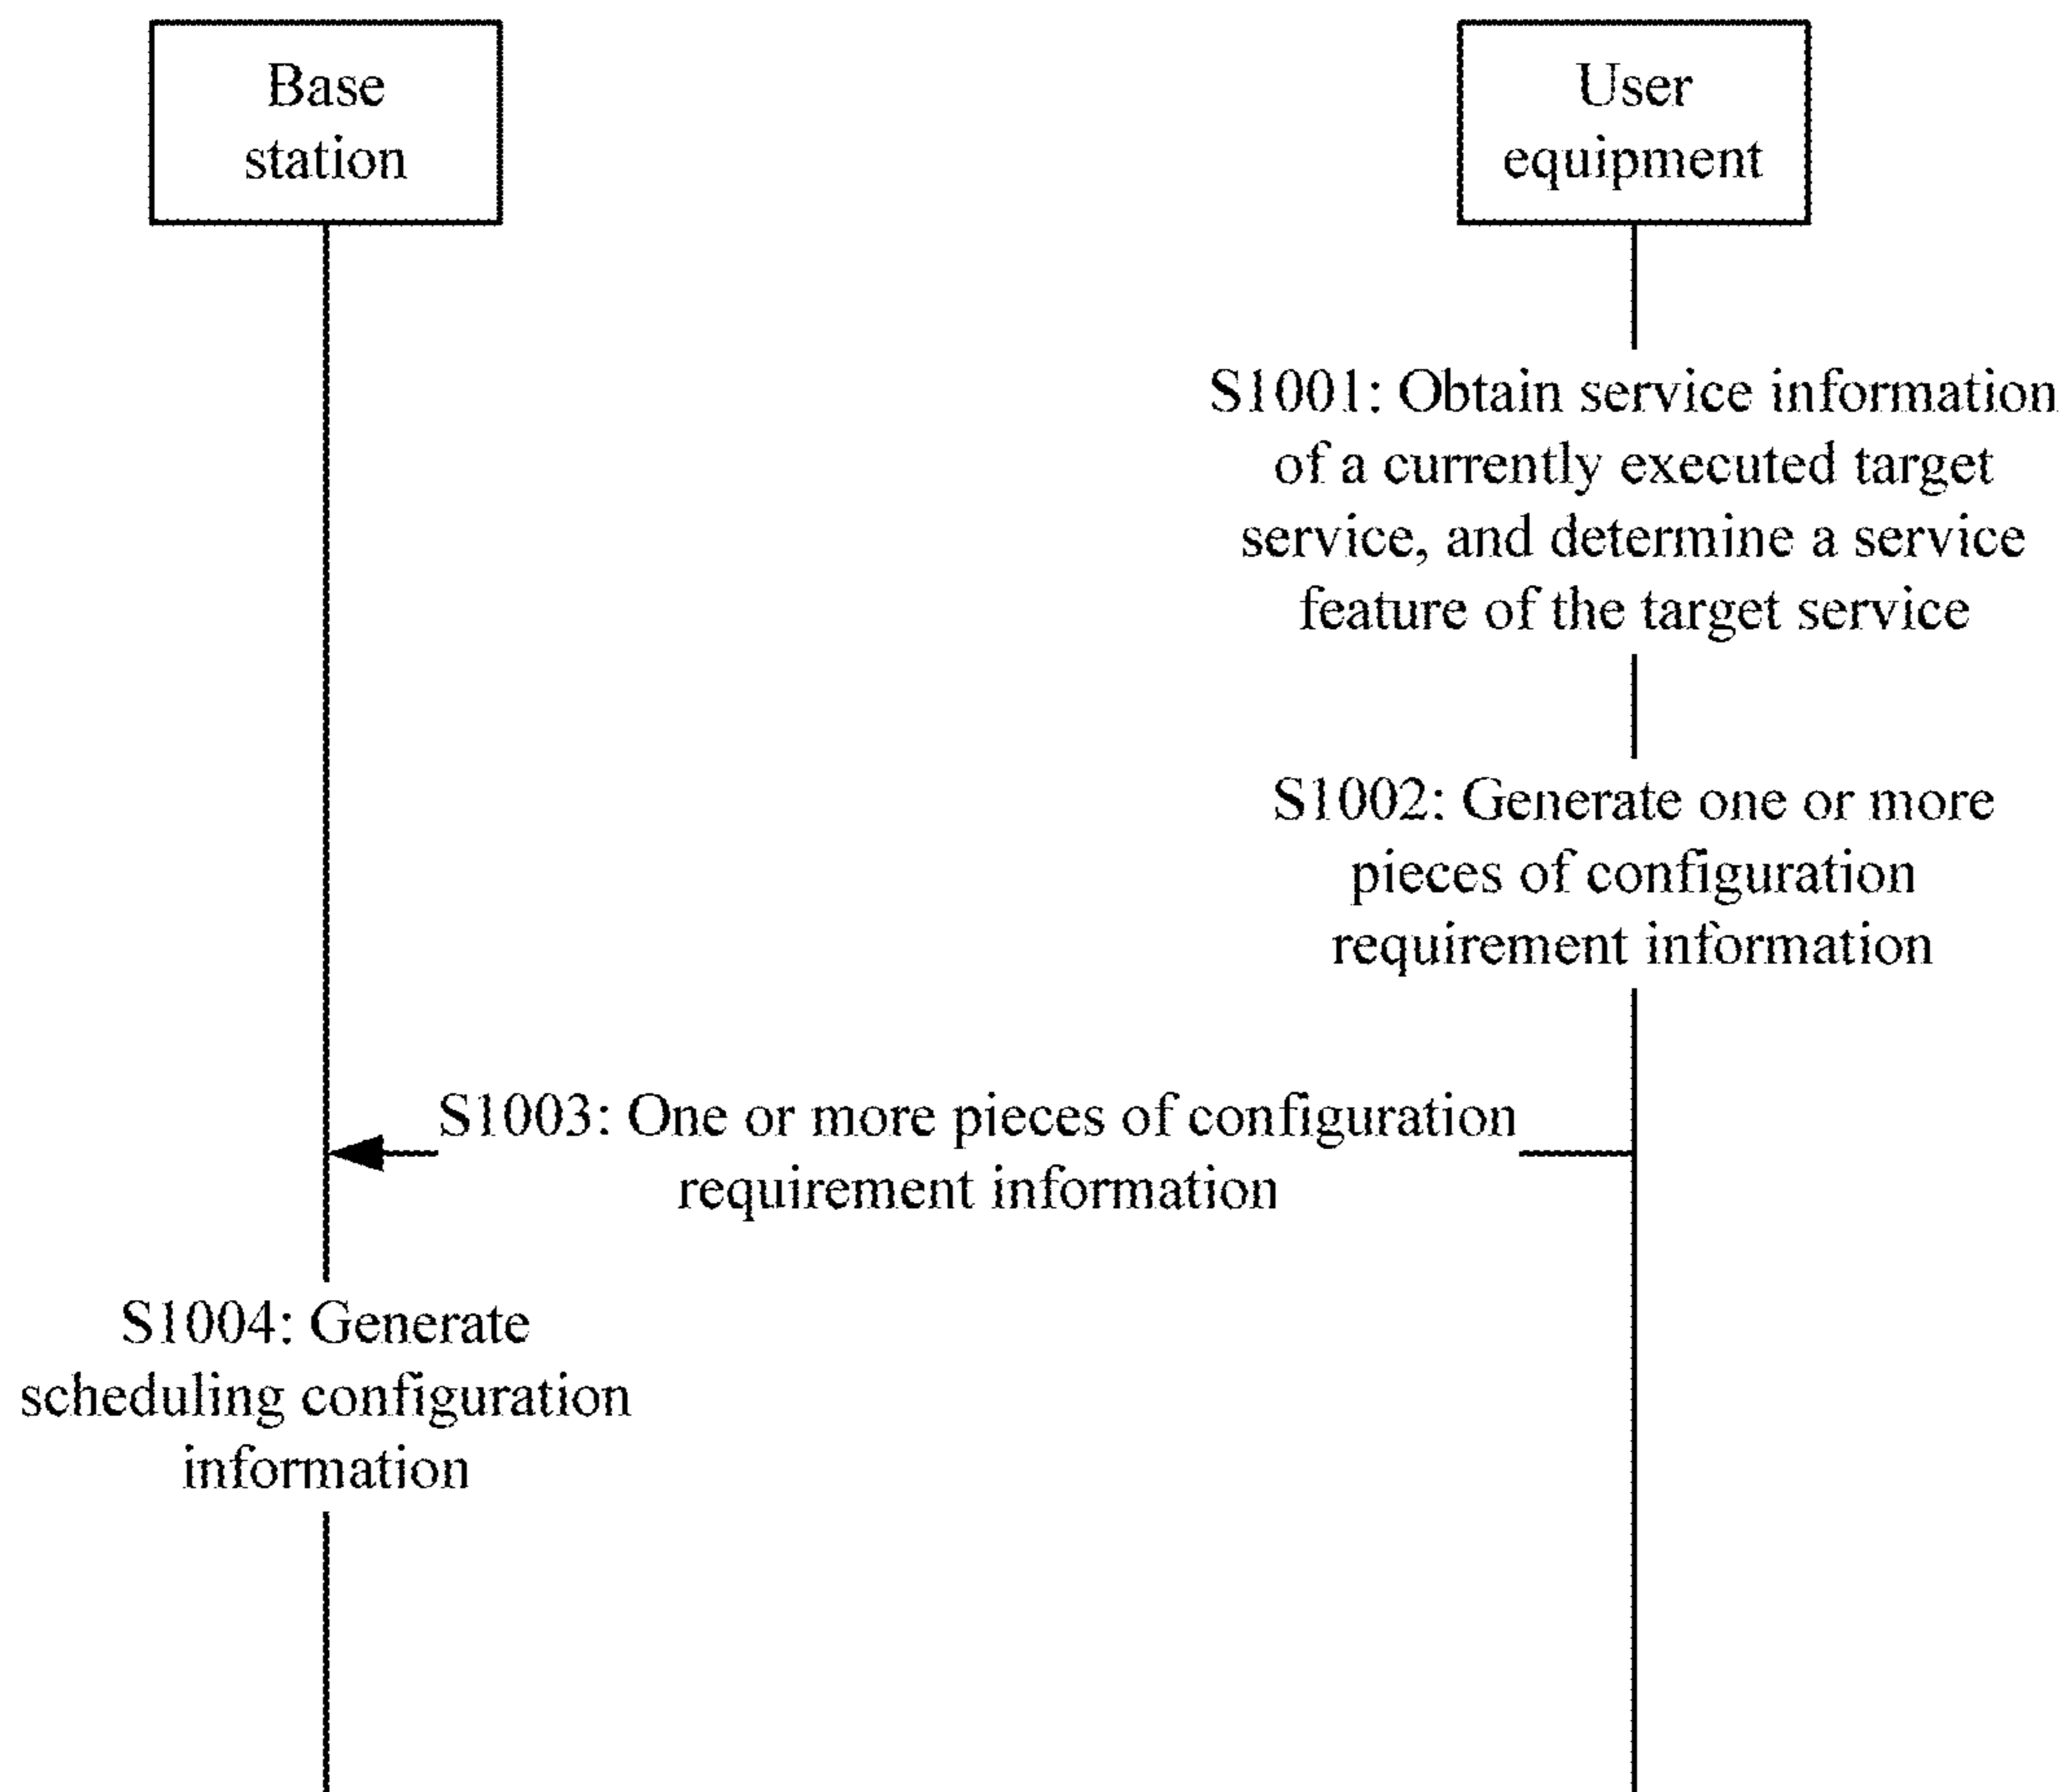 Base
station
User
equipment
S1001: Obtain service information
of a currently executed target
service, and determine a service
feature of the target service
S1002: Generate one or more
pieces of configuration
requirement information
S1003: One or more pieces of configuration
requirement information
S1004: Generate
scheduling configuration
information